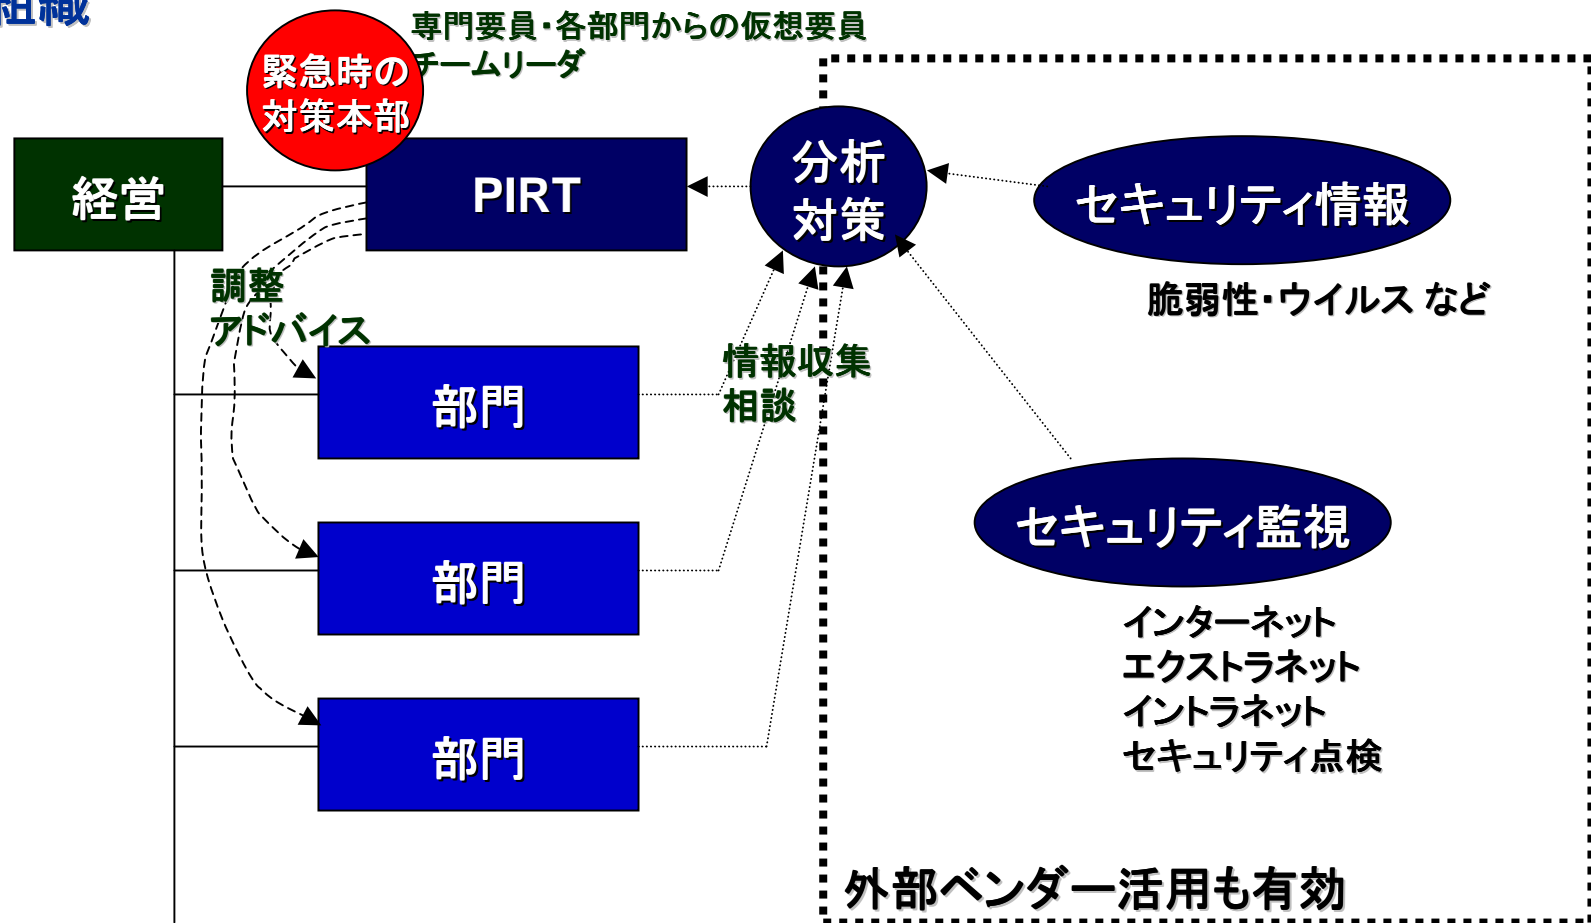 組織
専門要員・各部門からの仮想要員
チームリーダ
緊急時の
対策本部
経営
PIRT
分析
対策
セキュリティ情報
脆弱性・ウイルス など
調整
アドバイス
情報収集
相談
部門
部門
部門
セキュリティ監視
インターネット
エクストラネット
イントラネット
セキュリティ点検
外部ベンダー活用も有効